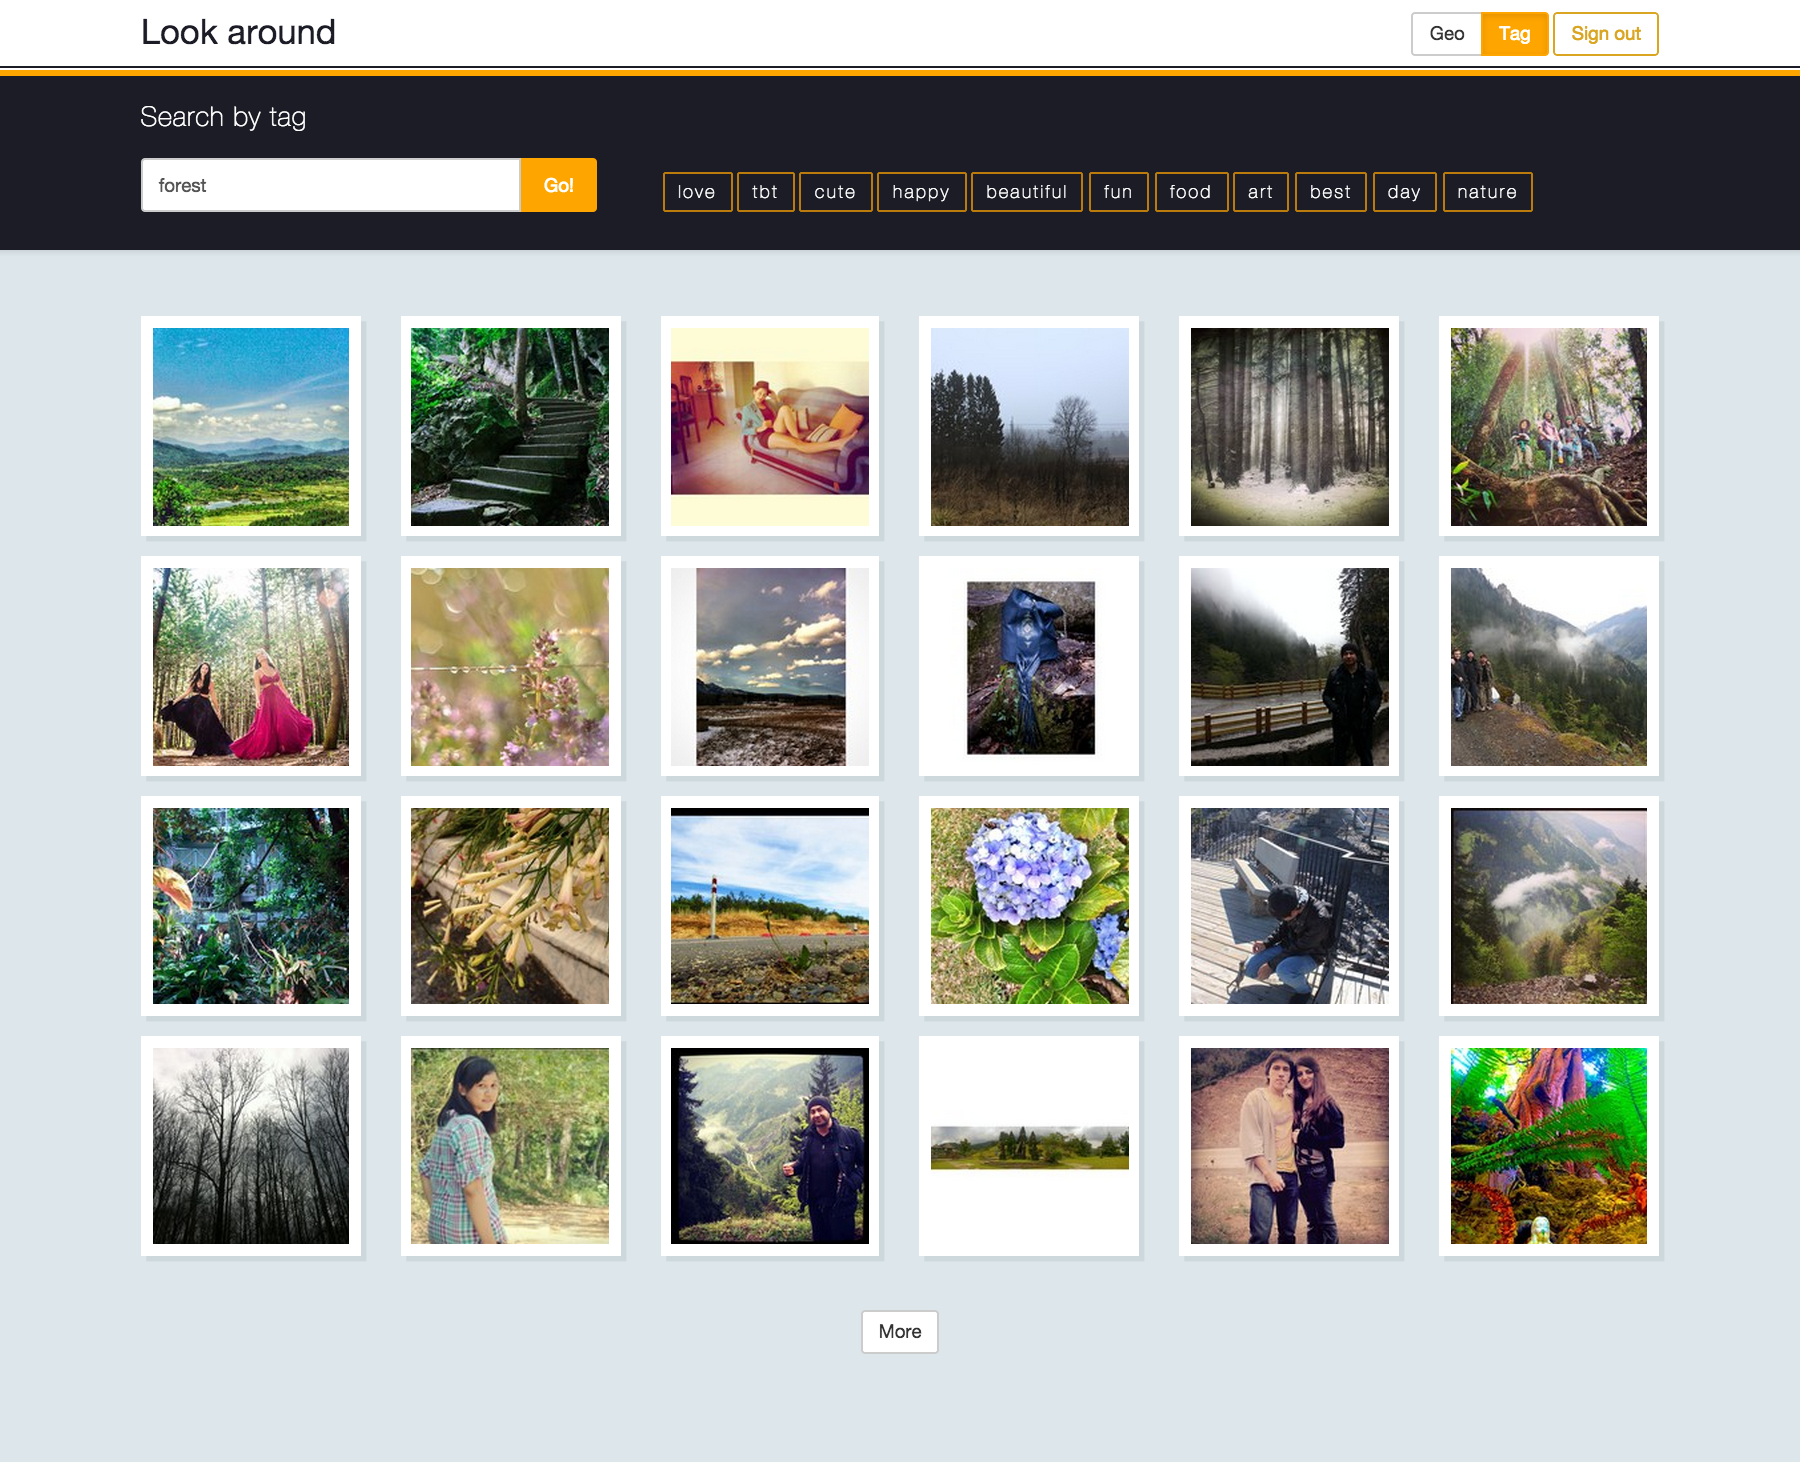 Look around
Geo Tag Sign out
Search by tag
forest Go! love tbt cute happy beautiful fun food art best day nature
More